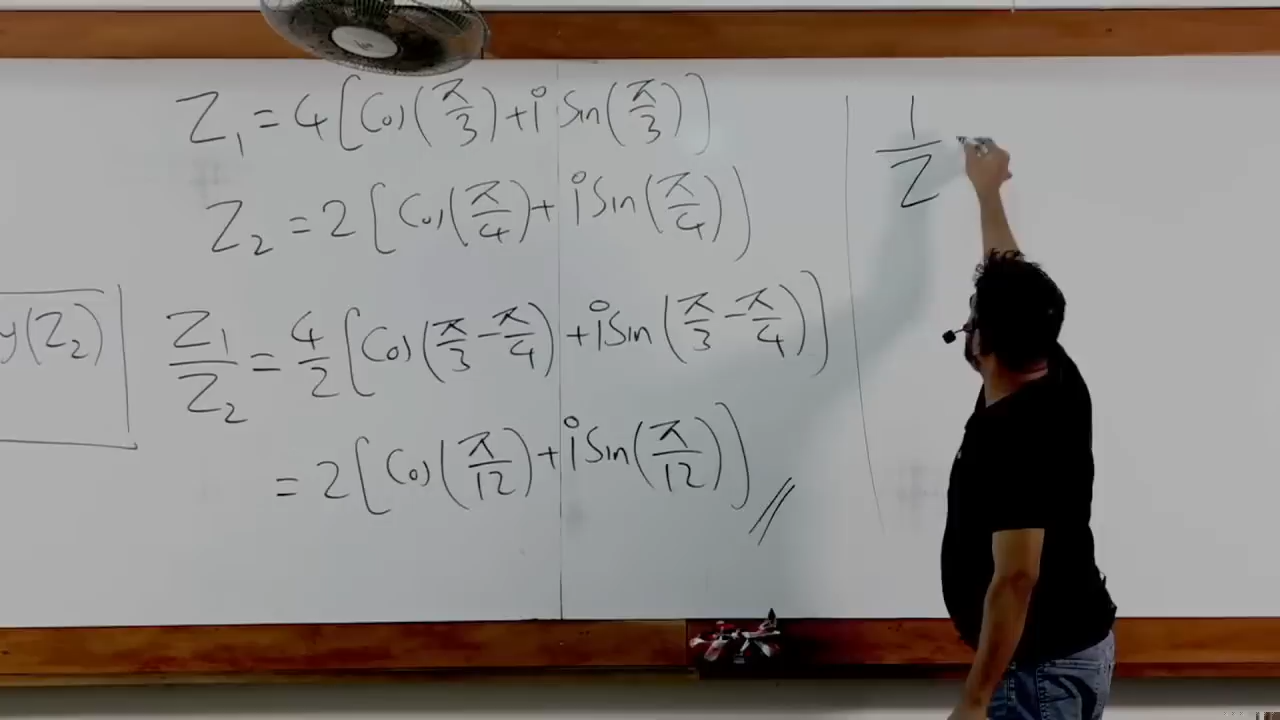 Z₁ = 4[Cos(π/3) + i Sin(π/3)]
Z₂ = 2[Cos(π/4) + i Sin(π/4)]
y(Z₂)
Z₁/Z₂ = 4/2[Cos(π/3 - π/4) + i Sin(π/3 - π/4)]
= 2[Cos(π/12) + i Sin(π/12)] //
1/Z